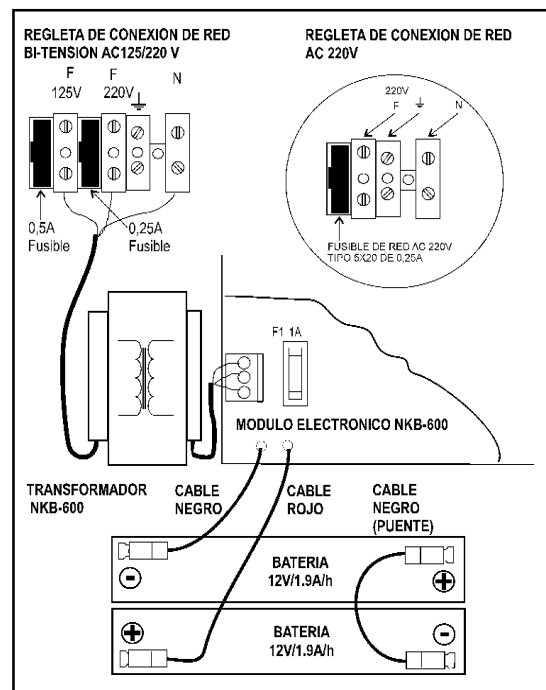 REGLETA DE CONEXION DE RED
BI-TENSION AC125/220 V
F F N
125V 220V
0,5A
Fusible
0,25A
Fusible
REGLETA DE CONEXION DE RED
AC 220V
220V
F N
FUSIBLE DE RED AC 220V
TIPO 5X20 DE 0,25A
F1 1A
MODULO ELECTRONICO NKB-600
TRANSFORMADOR
NKB-600
CABLE
NEGRO
CABLE
ROJO
CABLE
NEGRO
(PUENTE)
BATERIA
12V/1.9A/h
- +
BATERIA
12V/1.9A/h
+ -